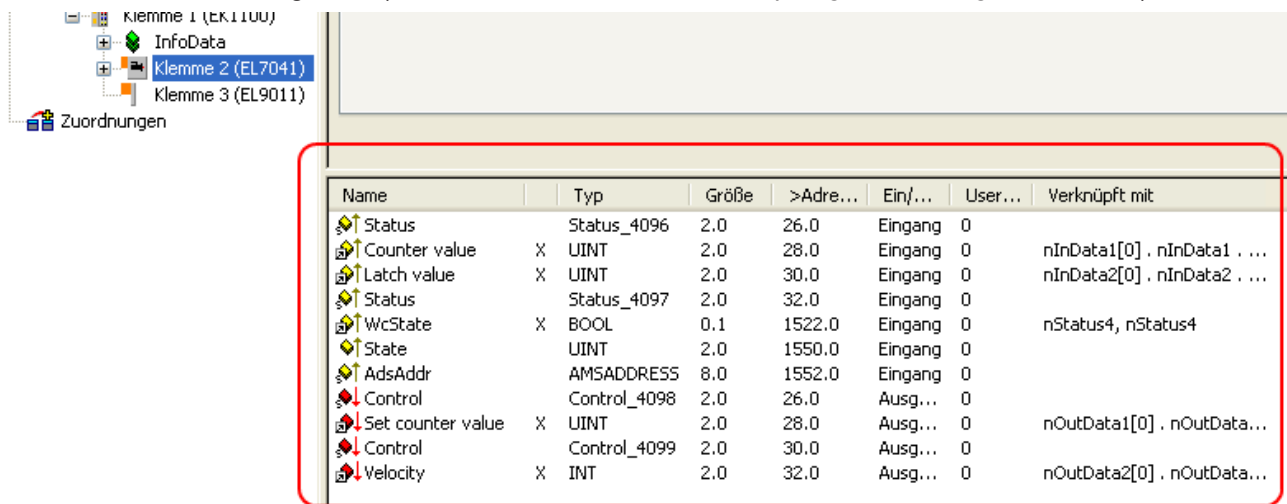 Klemme 1 (EK1100)
InfoData
Klemme 2 (EL7041)
Klemme 3 (EL9011)
Zuordnungen
Name Typ Größe >Adre... Ein/... User... Verknüpft mit
Status Status_4096 2.0 26.0 Eingang 0
Counter value X UINT 2.0 28.0 Eingang 0 nInData1[0] . nInData1 . ...
Latch value X UINT 2.0 30.0 Eingang 0 nInData2[0] . nInData2 . ...
Status Status_4097 2.0 32.0 Eingang 0
WcState X BOOL 0.1 1522.0 Eingang 0 nStatus4, nStatus4
State UINT 2.0 1550.0 Eingang 0
AdsAddr AMSADDRESS 8.0 1552.0 Eingang 0
Control Control_4098 2.0 26.0 Ausg... 0
Set counter value X UINT 2.0 28.0 Ausg... 0 nOutData1[0] . nOutData...
Control Control_4099 2.0 30.0 Ausg... 0
Velocity X INT 2.0 32.0 Ausg... 0 nOutData2[0] . nOutData...